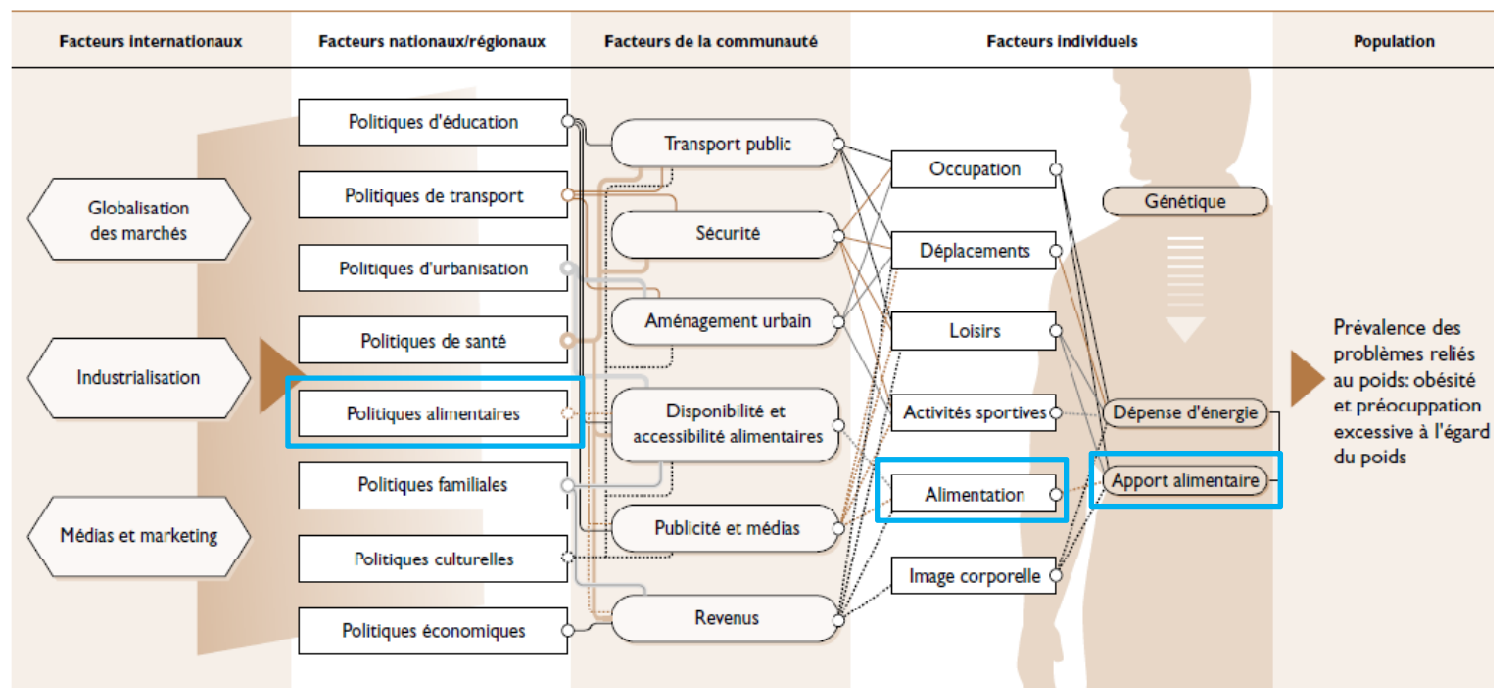 Facteurs internationaux
Facteurs nationaux/régionaux
Facteurs de la communauté
Facteurs individuels
Population
Globalisation
des marchés
Industrialisation
Médias et marketing
Politiques d'éducation
Politiques de transport
Politiques d'urbanisation
Politiques de santé
Politiques alimentaires
Politiques familiales
Politiques culturelles
Politiques économiques
Transport public
Sécurité
Aménagement urbain
Disponibilité et
accessibilité alimentaires
Publicité et médias
Revenus
Occupation
Déplacements
Loisirs
Activités sportives
Alimentation
Image corporelle
Génétique
Dépense d'énergie
Apport alimentaire
Prévalence des
problèmes reliés
au poids: obésité
et préocuppation
excessive à l'égard
du poids